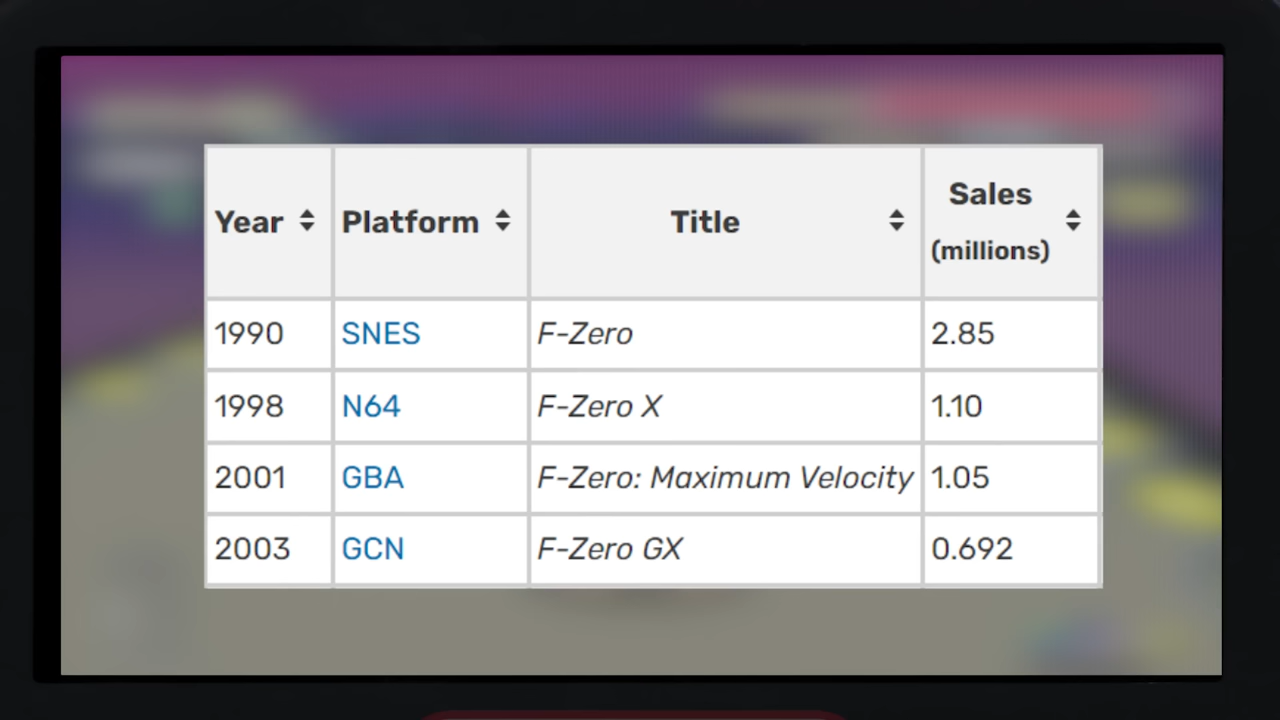 Year Platform Title Sales (millions)
1990 SNES F-Zero 2.85
1998 N64 F-Zero X 1.10
2001 GBA F-Zero: Maximum Velocity 1.05
2003 GCN F-Zero GX 0.692